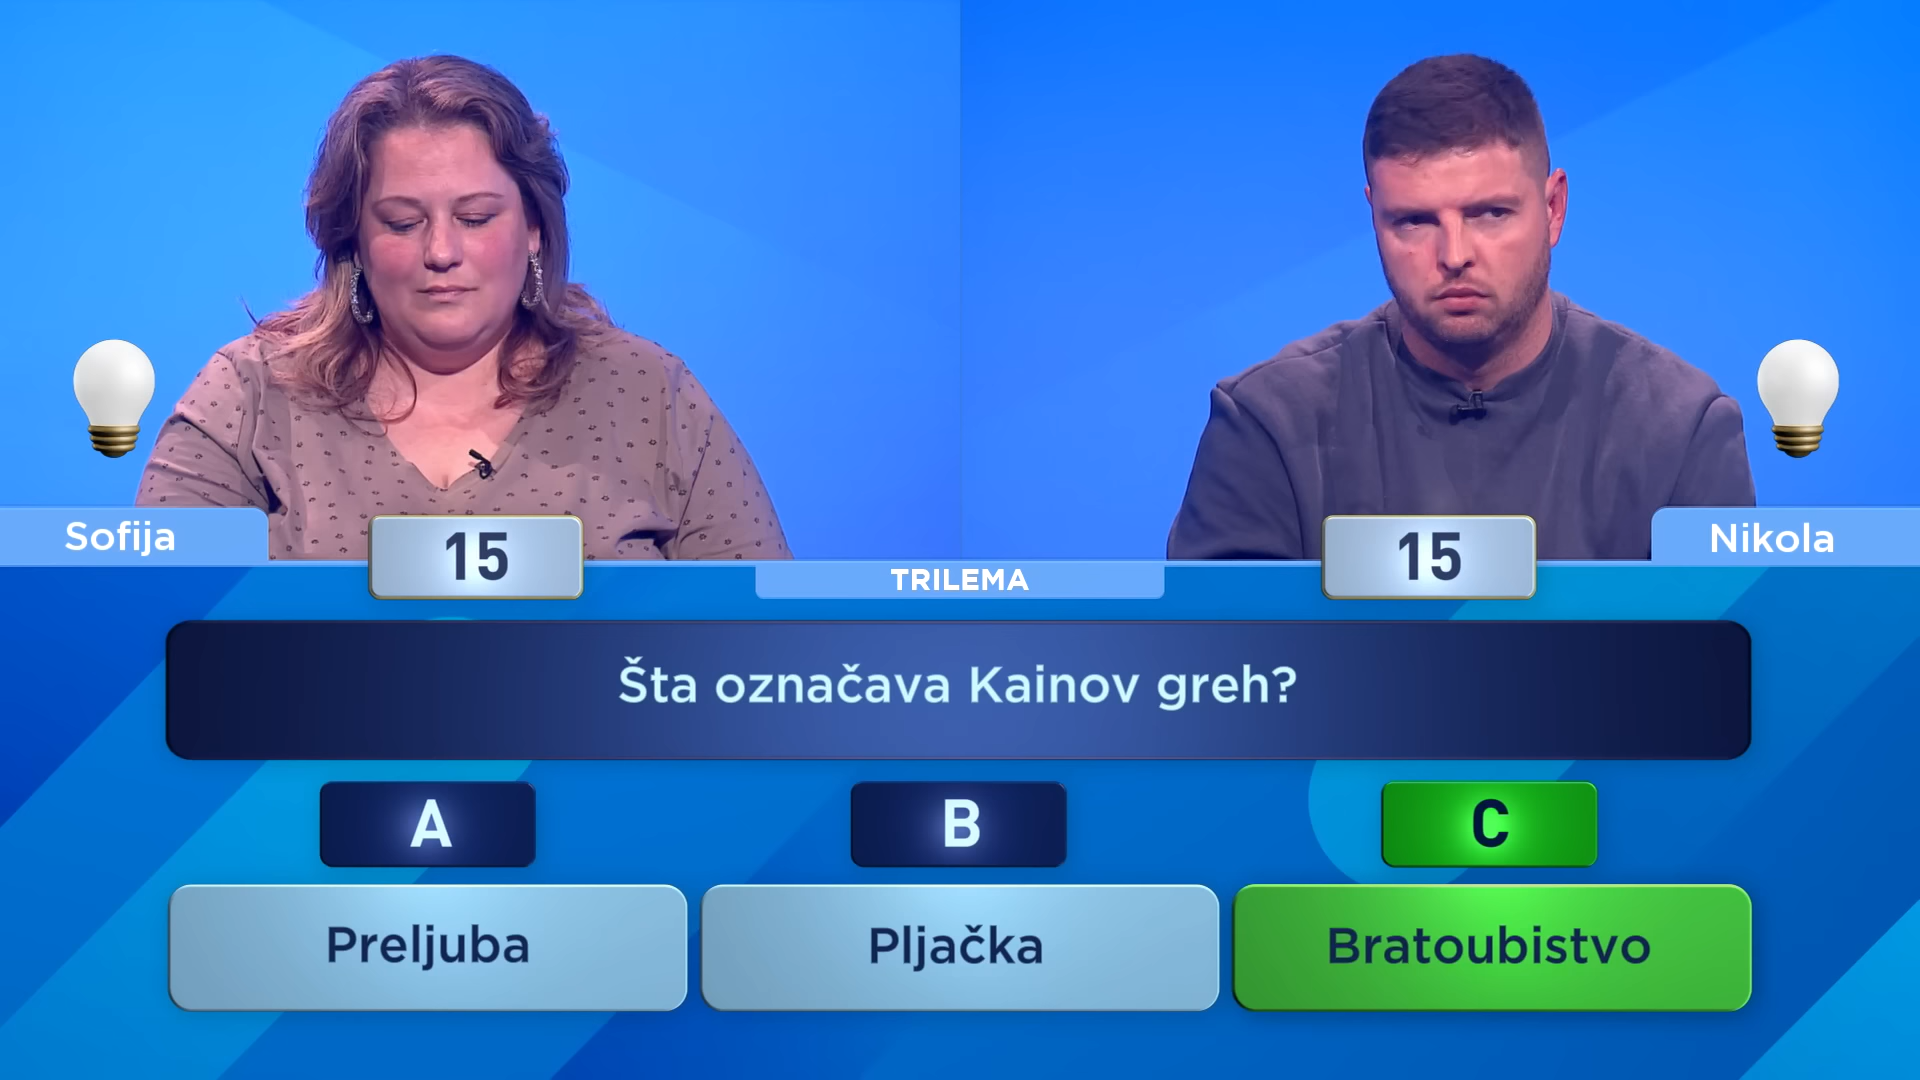 Sofija
15
TRILEMA
15
Nikola
Šta označava Kainov greh?
A
B
C
Preljuba
Pljačka
Bratoubistvo